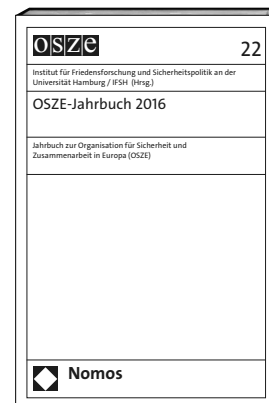 osze
22
Institut für Friedensforschung und Sicherheitspolitik an der
Universität Hamburg / IFSH (Hrsg.)
OSZE-Jahrbuch 2016
Jahrbuch zur Organisation für Sicherheit und
Zusammenarbeit in Europa (OSZE)
Nomos